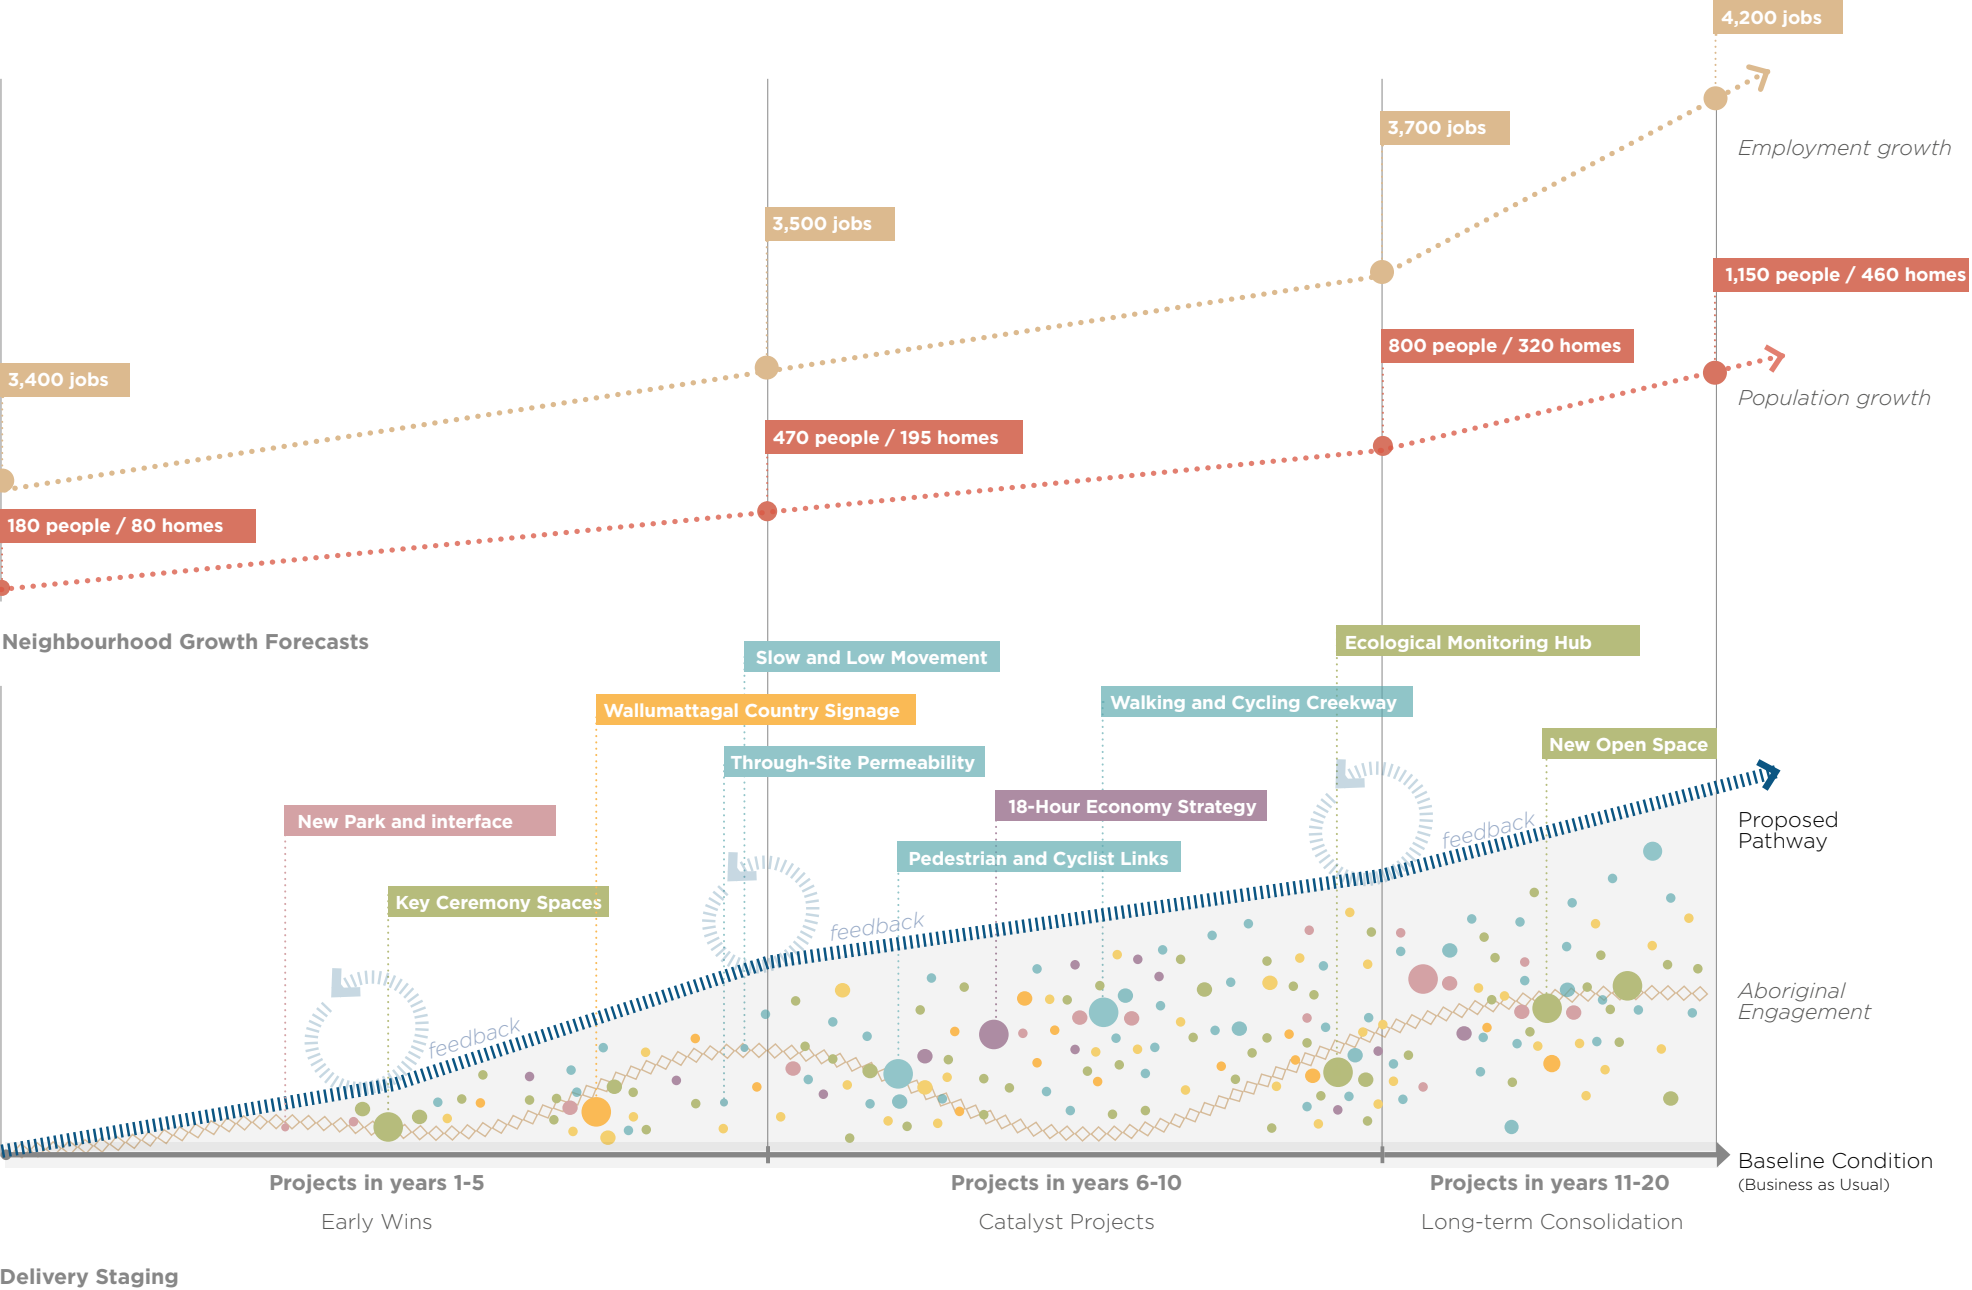 4,200 jobs
3,700 jobs
Employment growth
3,500 jobs
1,150 people / 460 homes
800 people / 320 homes
3,400 jobs
Population growth
470 people / 195 homes
180 people / 80 homes
Neighbourhood Growth Forecasts
Ecological Monitoring Hub
Slow and Low Movement
Walking and Cycling Creekway
Wallumattagal Country Signage
New Open Space
Through-Site Permeability
18-Hour Economy Strategy
New Park and interface
Proposed
Pathway
feedback
Pedestrian and Cyclist Links
Key Ceremony Spaces
feedback
Aboriginal
Engagement
feedback
Baseline Condition
(Business as Usual)
Projects in years 1-5
Projects in years 6-10
Projects in years 11-20
Early Wins
Catalyst Projects
Long-term Consolidation
Delivery Staging